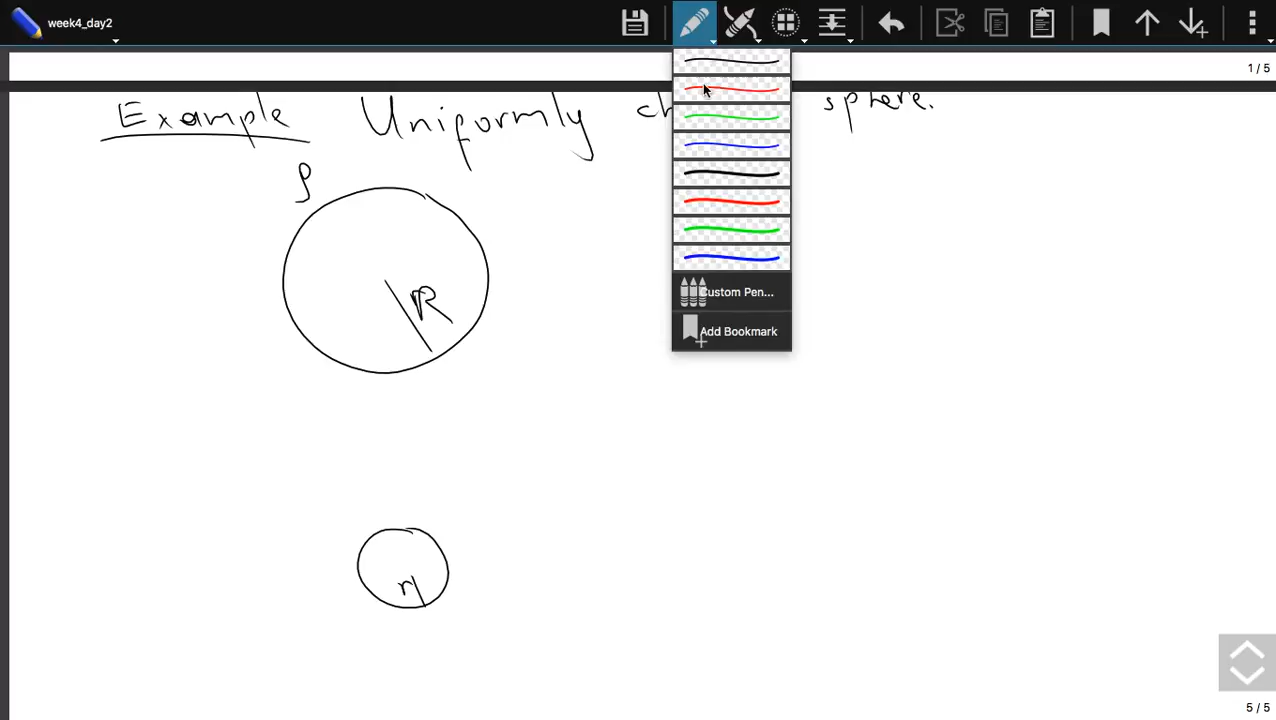 week4_day2
1 / 5
Example Uniformly ch sphere.
ρ
R
Custom Pen...
Add Bookmark
r
5 / 5